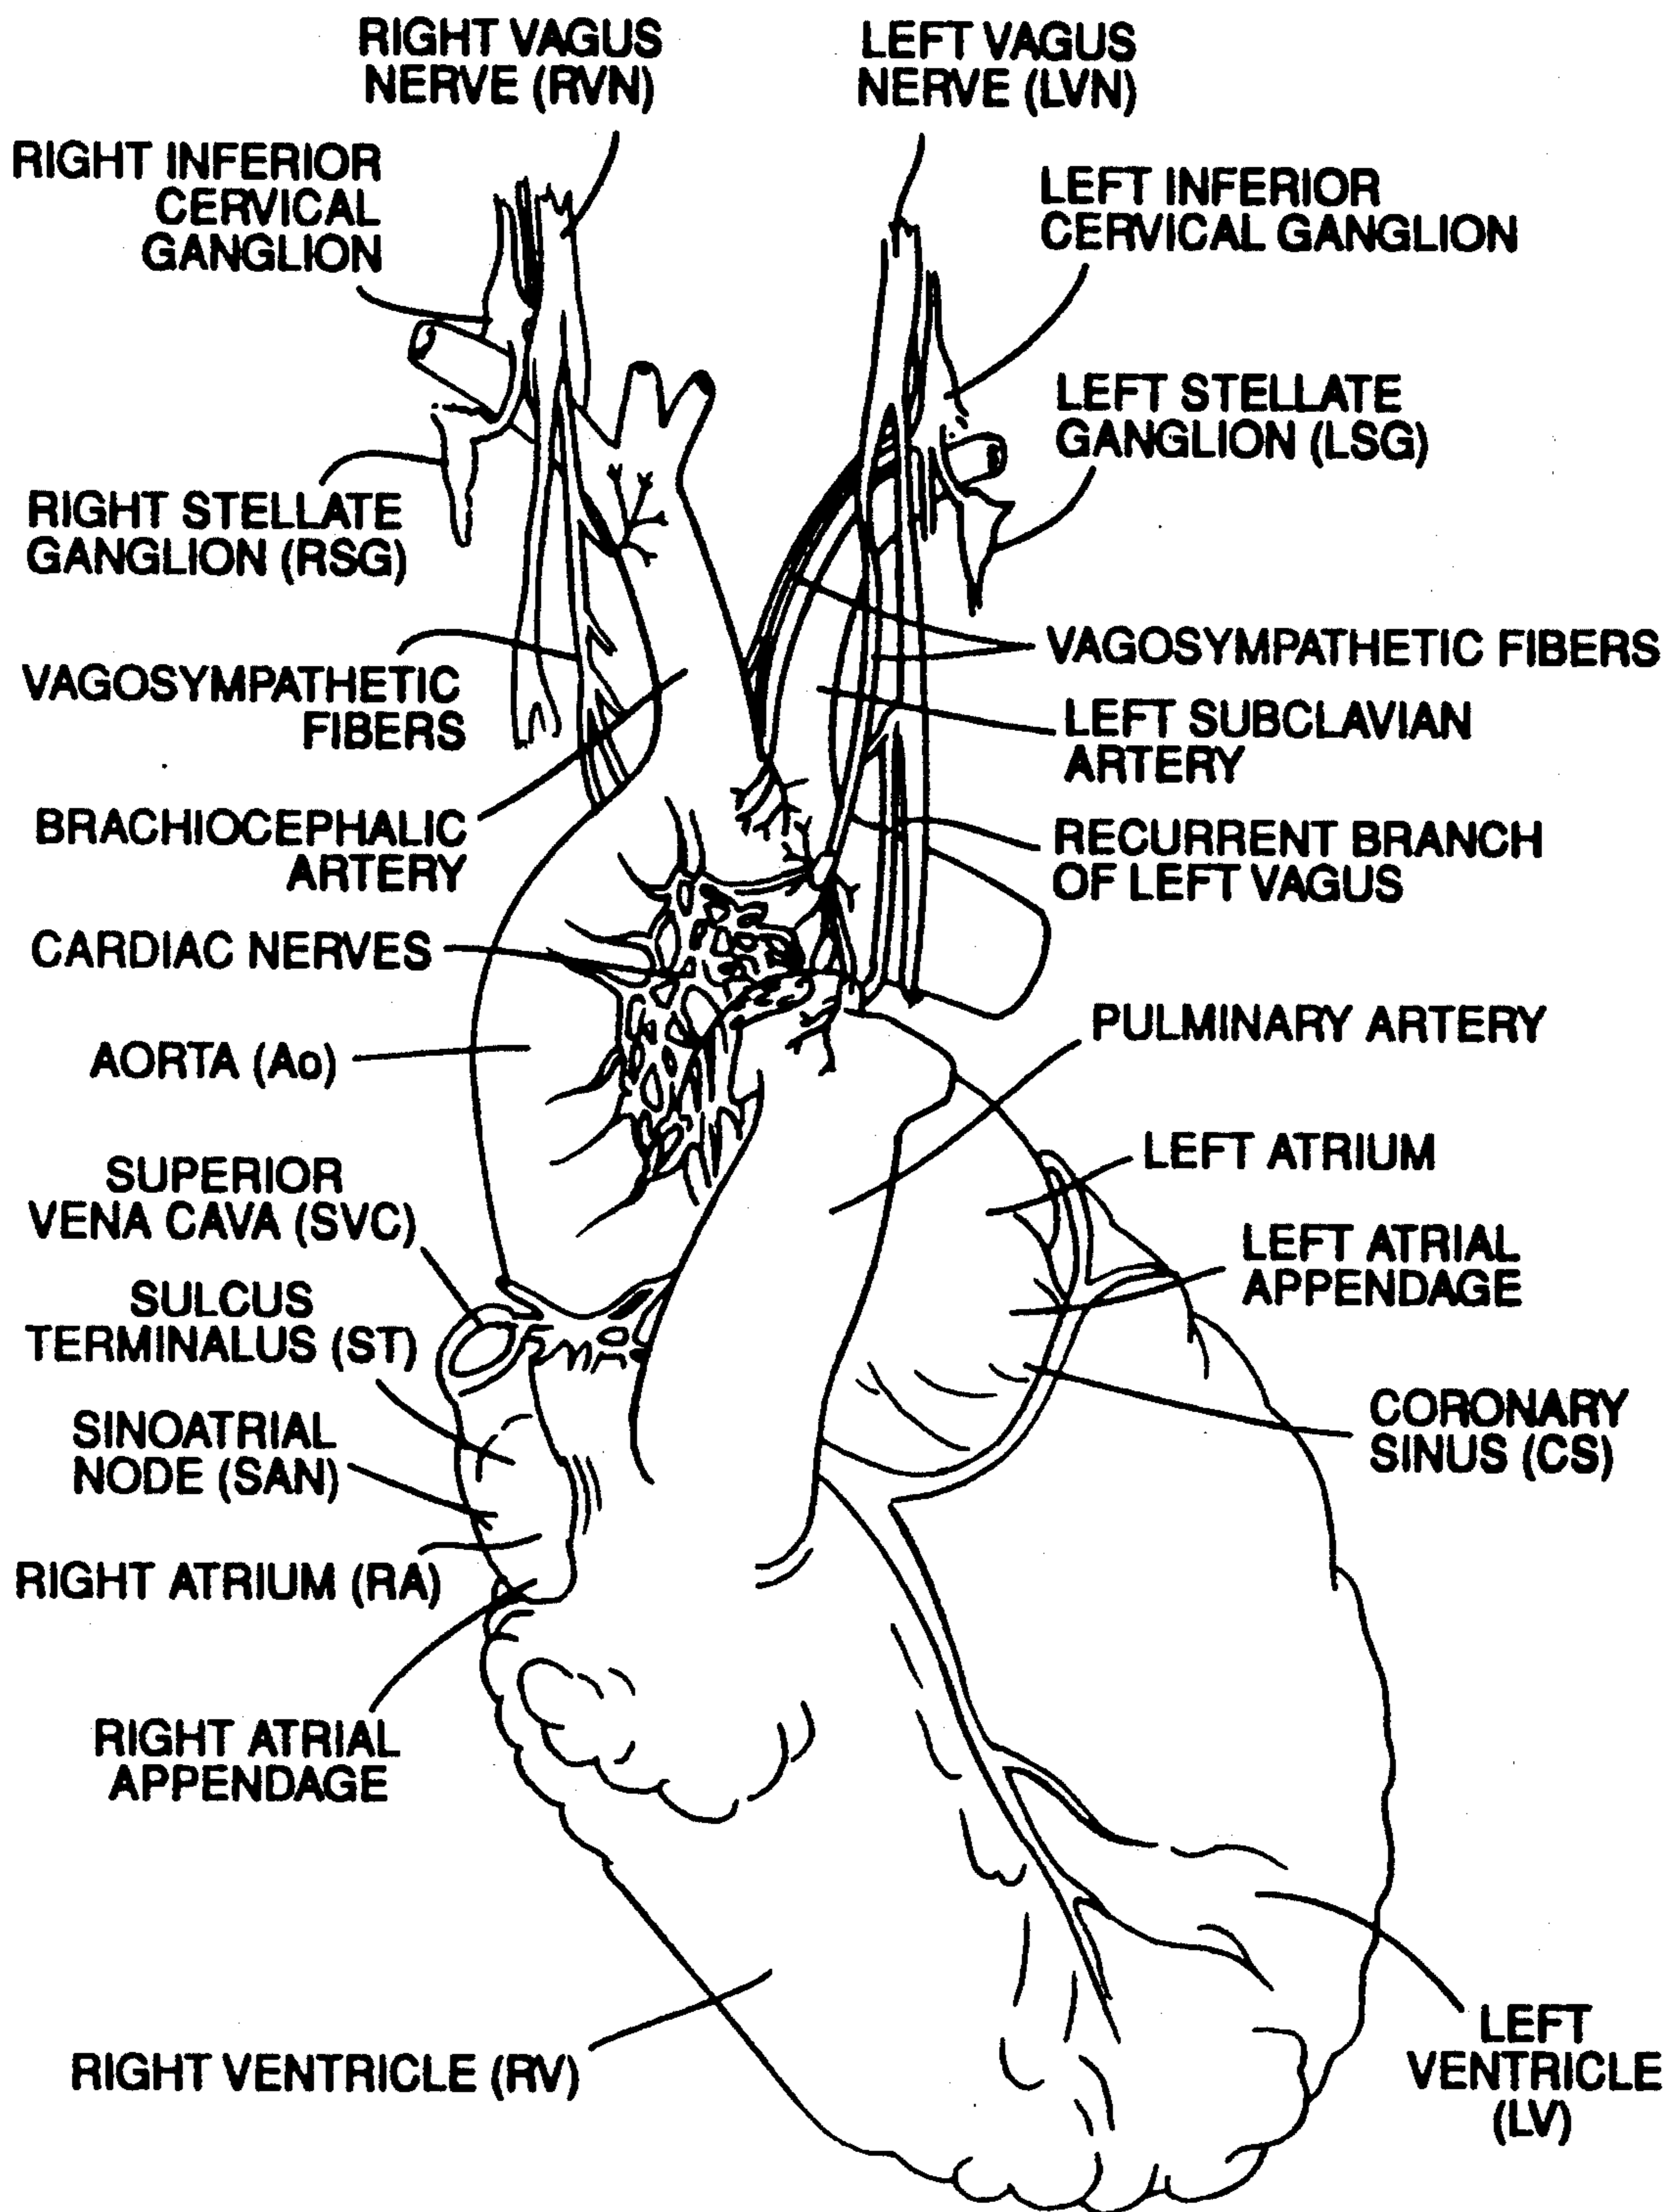 RIGHT VAGUS
NERVE (RVN)
LEFT VAGUS
NERVE (LVN)
RIGHT INFERIOR
CERVICAL
GANGLION
LEFT INFERIOR
CERVICAL GANGLION
LEFT STELLATE
GANGLION (LSG)
RIGHT STELLATE
GANGLION (RSG)
VAGOSYMPATHETIC FIBERS
VAGOSYMPATHETIC
FIBERS
LEFT SUBCLAVIAN
ARTERY
BRACHIOCEPHALIC
ARTERY
RECURRENT BRANCH
OF LEFT VAGUS
CARDIAC NERVES
PULMINARY ARTERY
AORTA (Ao)
LEFT ATRIUM
SUPERIOR
VENA CAVA (SVC)
LEFT ATRIAL
APPENDAGE
SULCUS
TERMINALUS (ST)
CORONARY
SINUS (CS)
SINOATRIAL
NODE (SAN)
RIGHT ATRIUM (RA)
RIGHT ATRIAL
APPENDAGE
LEFT
VENTRICLE
(LV)
RIGHT VENTRICLE (RV)